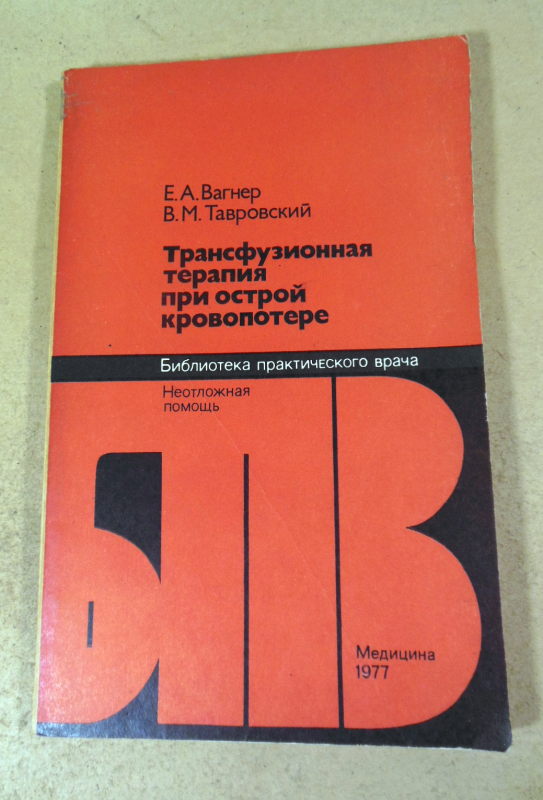 Е.А.Вагнер
В.М.Тавровский
Трансфузионная
терапия
при острой
кровопотере
Библиотека практического врача
Неотложная
помощь
БПВ
Медицина
1977